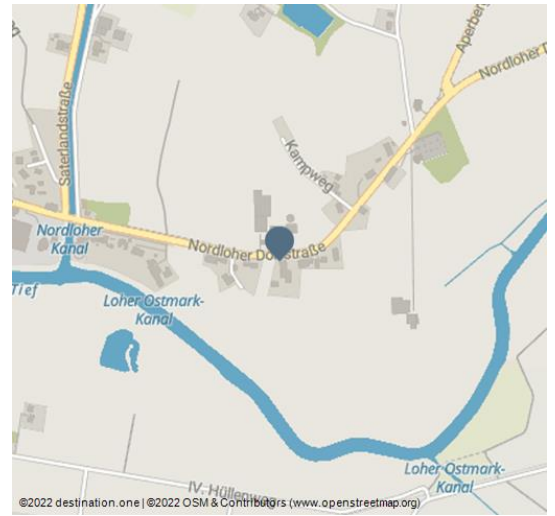 Saterlandstraße
Aperberg
Nordloher D
Kampweg
Nordloher
Kanal
Nordloher Dorfstraße
Tief
Loher Ostmark-
Kanal
Loher Ostmark-
Kanal
IV. Hüllenweg
©2022 destination.one | ©2022 OSM & Contributors (www.openstreetmap.org)